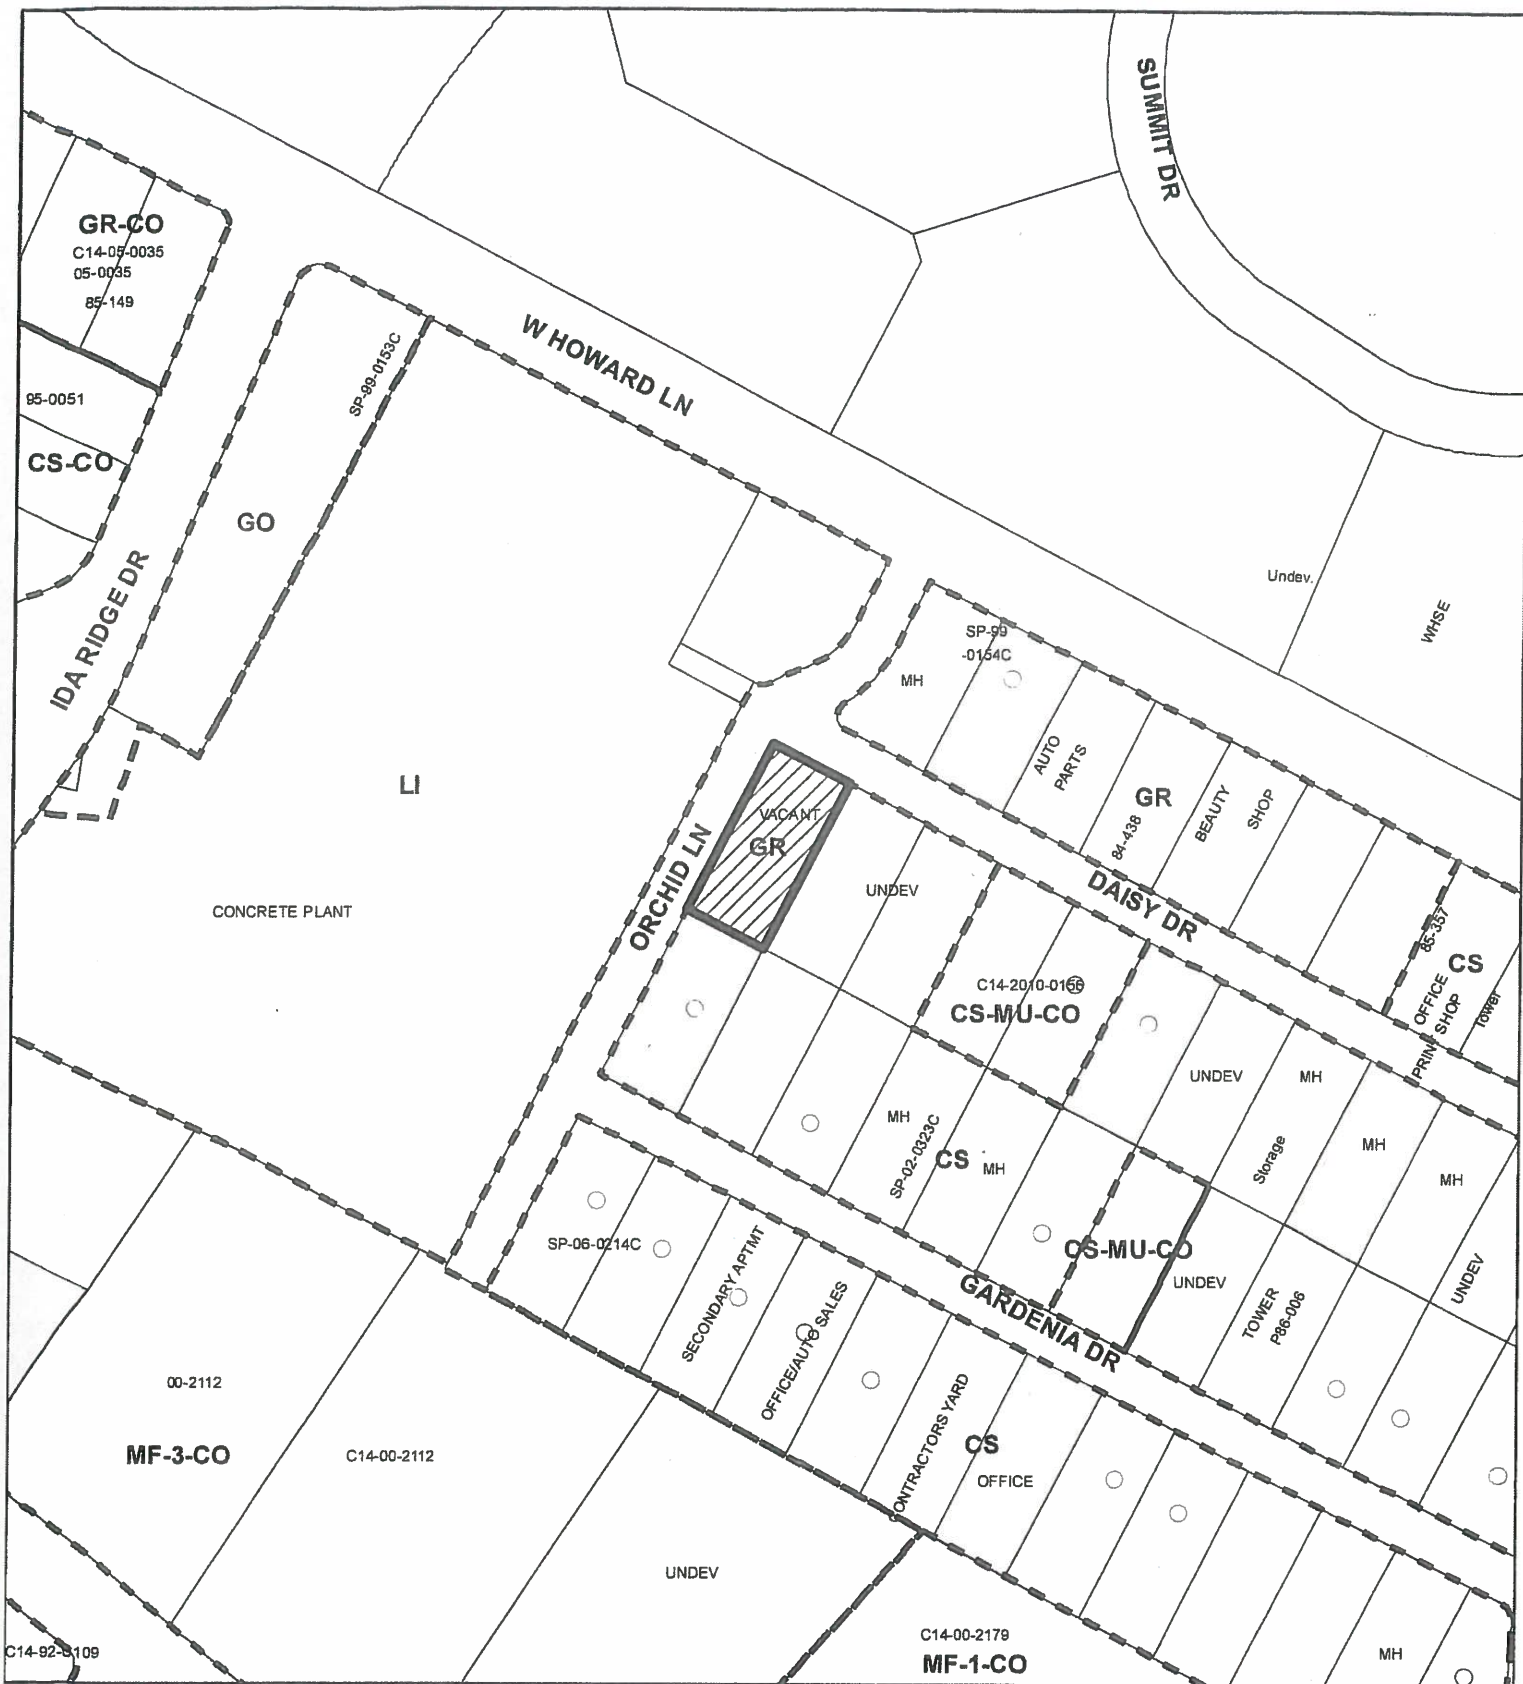 SUMMIT DR
GR-CO
C14-05-0035
05-0035
85-149
W HOWARD LN
SP-99-0153C
95-0051
CS-CO
GO
IDA RIDGE DR
Undev.
WHSE
SP-99
-0154C
MH
AUTO
PARTS
GR
84-438
BEAUTY
SHOP
LI
VACANT
GR
ORCHID LN
UNDEV
DAISY DR
CONCRETE PLANT
85-357
CS
OFFICE
PRINT SHOP
Tower
C14-2010-0156
CS-MU-CO
UNDEV
MH
MH
SP-02-0323C
CS
MH
Storage
MH
MH
SP-06-0214C
SECONDARY APTMT
OFFICE/AUTO SALES
CS-MU-CO
UNDEV
GARDENIA DR
TOWER
P86-006
UNDEV
00-2112
MF-3-CO
C14-00-2112
CONTRACTORS YARD
CS
OFFICE
UNDEV
C14-00-2179
MF-1-CO
MH
C14-92-0109